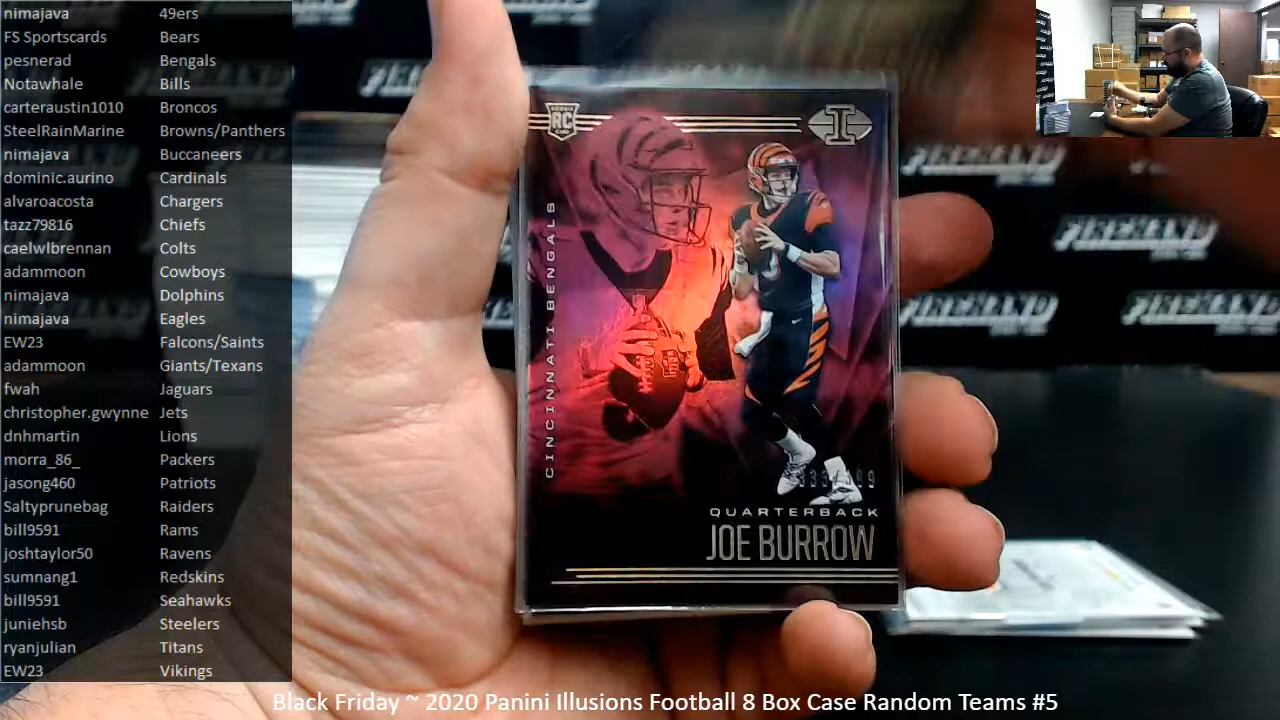 nimajava 49ers
FS Sportscards Bears
pesnerad Bengals
Notawhale Bills
carteraustin1010 Broncos
SteelRainMarine Browns/Panthers
nimajava Buccaneers
dominic.aurino Cardinals
alvaroacosta Chargers
tazz79816 Chiefs
caelwlbrennan Colts
adammoon Cowboys
nimajava Dolphins
nimajava Eagles
EW23 Falcons/Saints
adammoon Giants/Texans
fwah Jaguars
christopher.gwynne Jets
dnhmartin Lions
morra_86_ Packers
jasong460 Patriots
Saltyprunebag Raiders
bill9591 Rams
joshtaylor50 Ravens
sumnang1 Redskins
bill9591 Seahawks
juniehsb Steelers
ryanjulian Titans
EW23 Vikings
RC
I
CINCINNATI BENGALS
QUARTERBACK
JOE BURROW
FIREHAND
FIREHAND
FIREHAND
FIREHAND
Black Friday ~ 2020 Panini Illusions Football 8 Box Case Random Teams #5